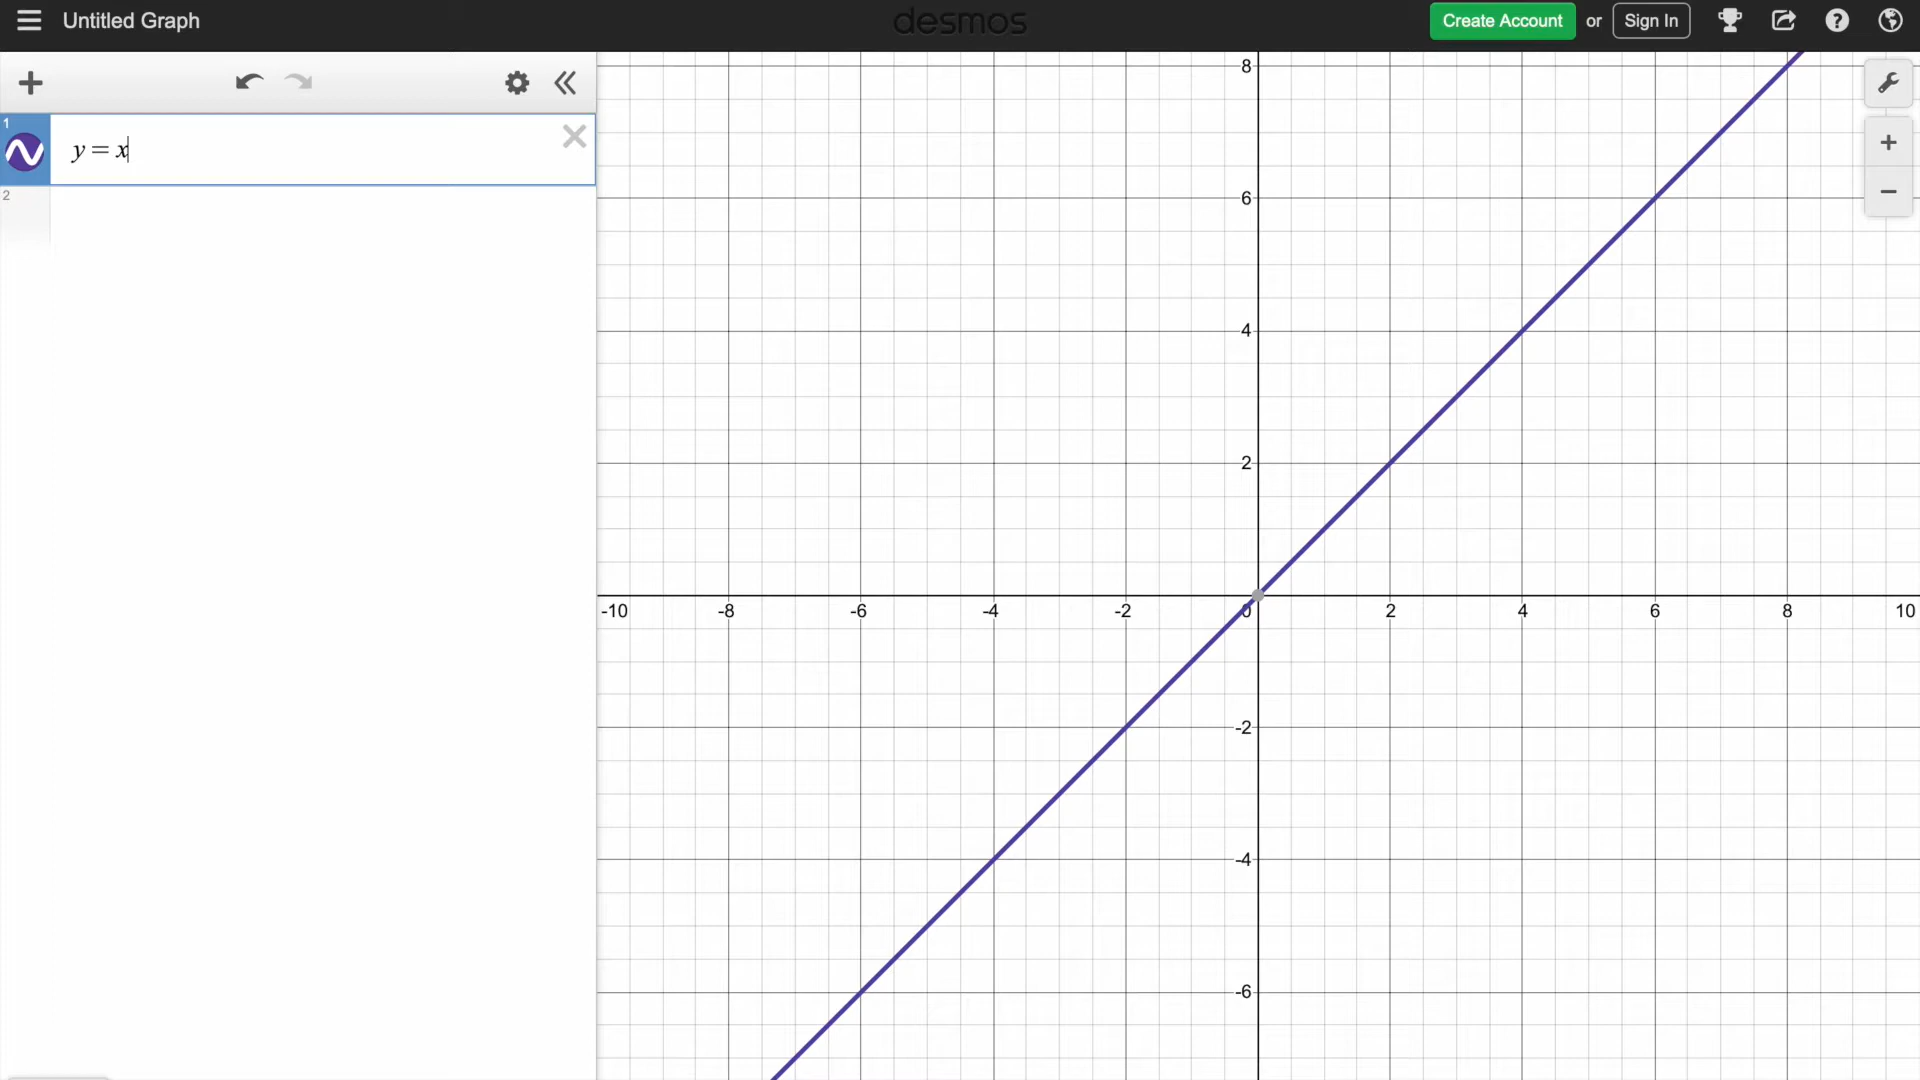 Untitled Graph
desmos
Create Account or Sign In
1
y = x
2
8
6
4
2
-10 -8 -6 -4 -2 0 2 4 6 8 10
-2
-4
-6